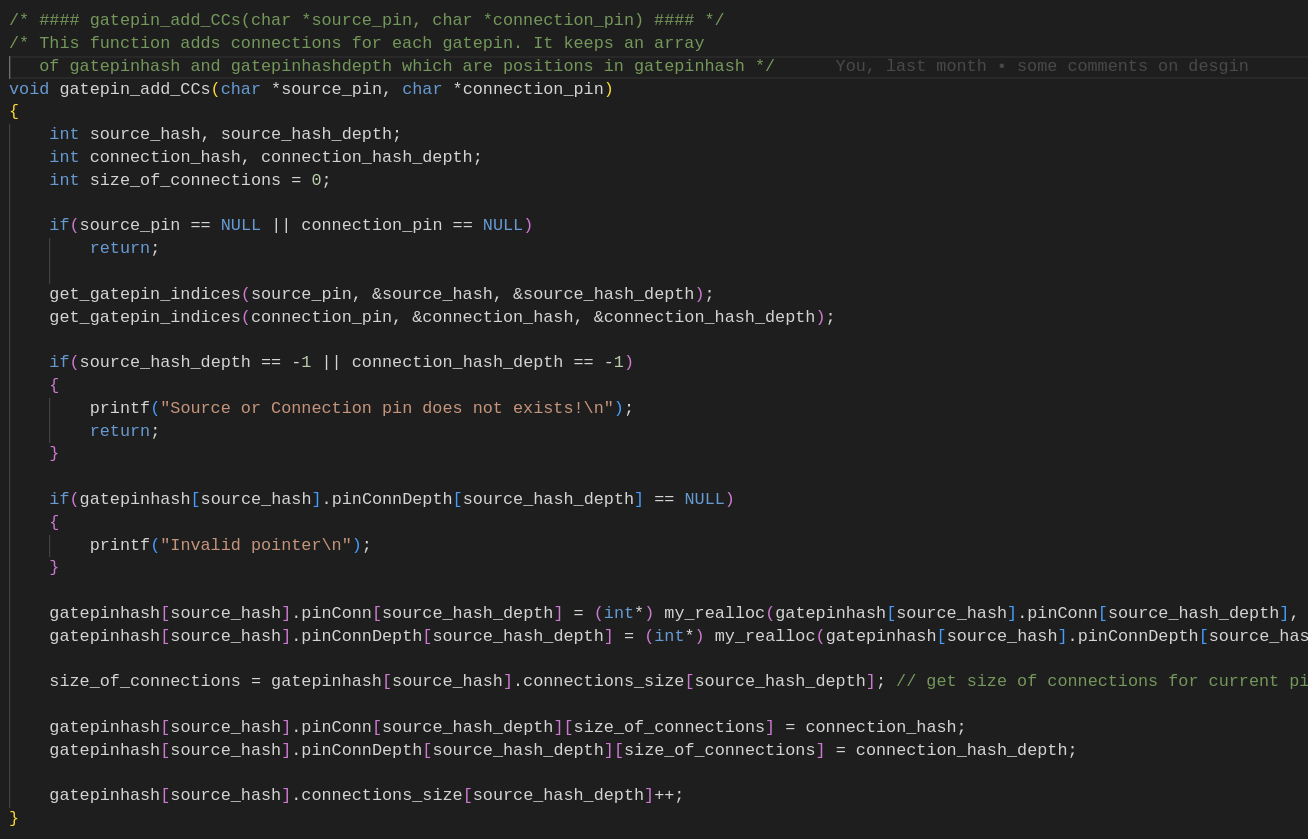 /* #### gatepin_add_CCs(char *source_pin, char *connection_pin) #### */
/* This function adds connections for each gatepin. It keeps an array
   of gatepinhash and gatepinhashdepth which are positions in gatepinhash */      You, last month • some comments on desgin
void gatepin_add_CCs(char *source_pin, char *connection_pin)
{
    int source_hash, source_hash_depth;
    int connection_hash, connection_hash_depth;
    int size_of_connections = 0;

    if(source_pin == NULL || connection_pin == NULL)
        return;

    get_gatepin_indices(source_pin, &source_hash, &source_hash_depth);
    get_gatepin_indices(connection_pin, &connection_hash, &connection_hash_depth);

    if(source_hash_depth == -1 || connection_hash_depth == -1)
    {
        printf("Source or Connection pin does not exists!\n");
        return;
    }

    if(gatepinhash[source_hash].pinConnDepth[source_hash_depth] == NULL)
    {
        printf("Invalid pointer\n");
    }

    gatepinhash[source_hash].pinConn[source_hash_depth] = (int*) my_realloc(gatepinhash[source_hash].pinConn[source_hash_depth],
    gatepinhash[source_hash].pinConnDepth[source_hash_depth] = (int*) my_realloc(gatepinhash[source_hash].pinConnDepth[source_has

    size_of_connections = gatepinhash[source_hash].connections_size[source_hash_depth]; // get size of connections for current pi

    gatepinhash[source_hash].pinConn[source_hash_depth][size_of_connections] = connection_hash;
    gatepinhash[source_hash].pinConnDepth[source_hash_depth][size_of_connections] = connection_hash_depth;

    gatepinhash[source_hash].connections_size[source_hash_depth]++;
}